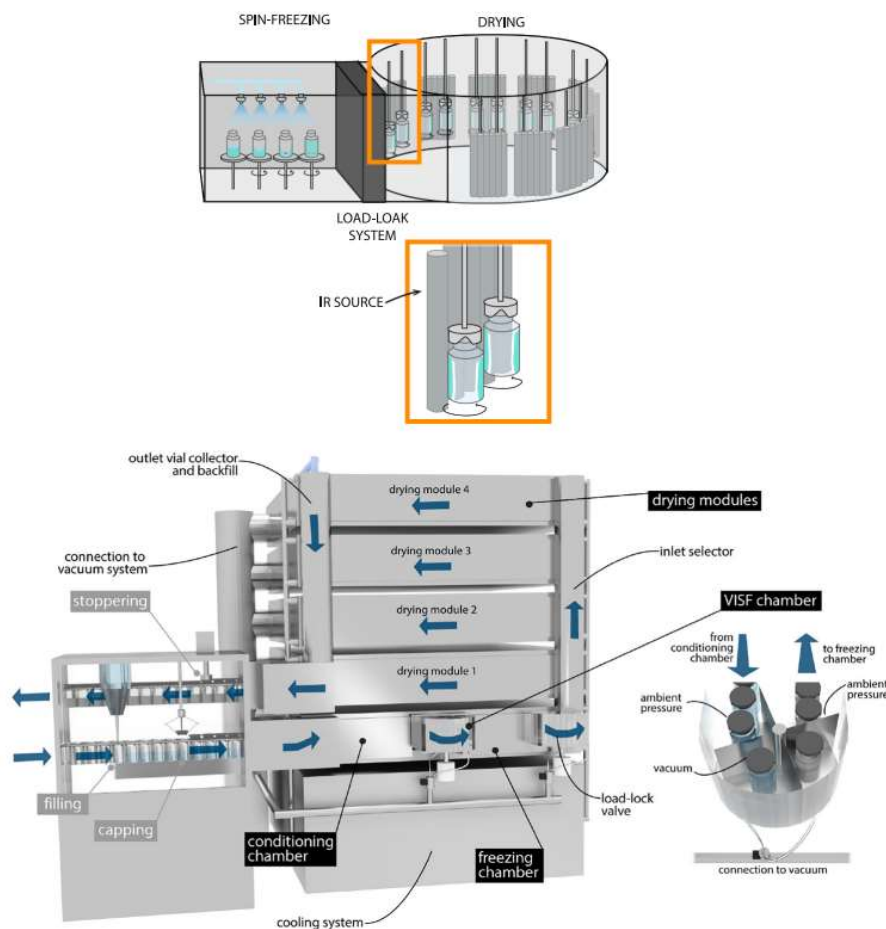 SPIN-FREEZING
DRYING
LOAD-LOAK
SYSTEM
IR SOURCE
outlet vial collector
and backfill
drying module 4
drying modules
connection to
vacuum system
drying module 3
inlet selector
stoppering
drying module 2
VISF chamber
from
conditioning
chamber
to freezing
chamber
drying module 1
ambient
pressure
ambient
pressure
vacuum
filling
capping
load-lock
valve
conditioning
chamber
freezing
chamber
connection to vacuum
cooling system